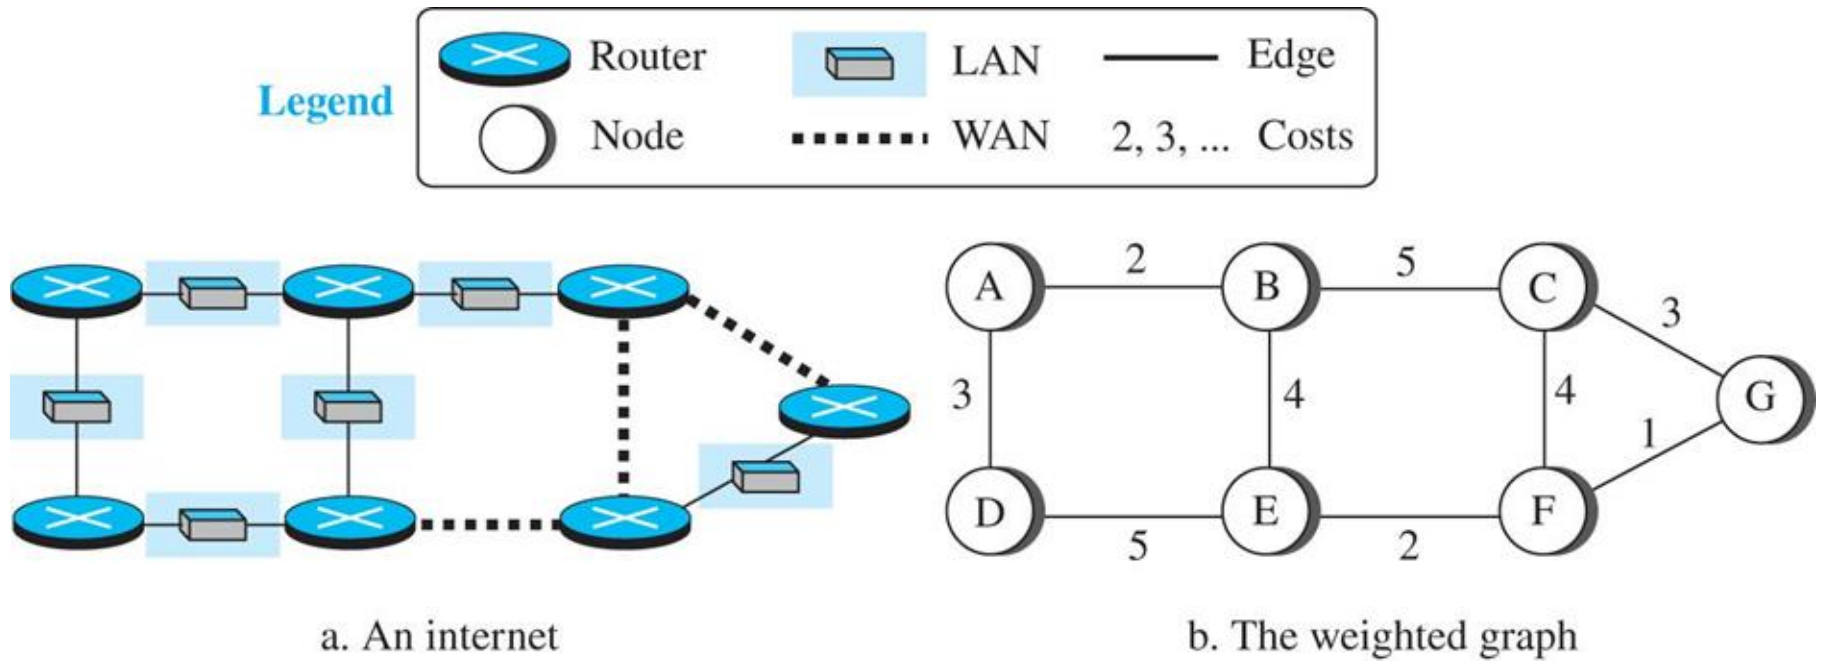 Legend
Router
LAN
Edge
Node
WAN
2, 3, ... Costs
a. An internet
A
2
B
5
C
3
3
4
4
G
1
D
5
E
2
F
b. The weighted graph